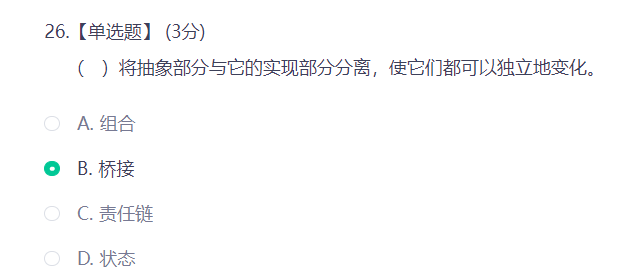 26.【单选题】 (3分)
(   ) 将抽象部分与它的实现部分分离，使它们都可以独立地变化。
A. 组合
B. 桥接
C. 责任链
D. 状态